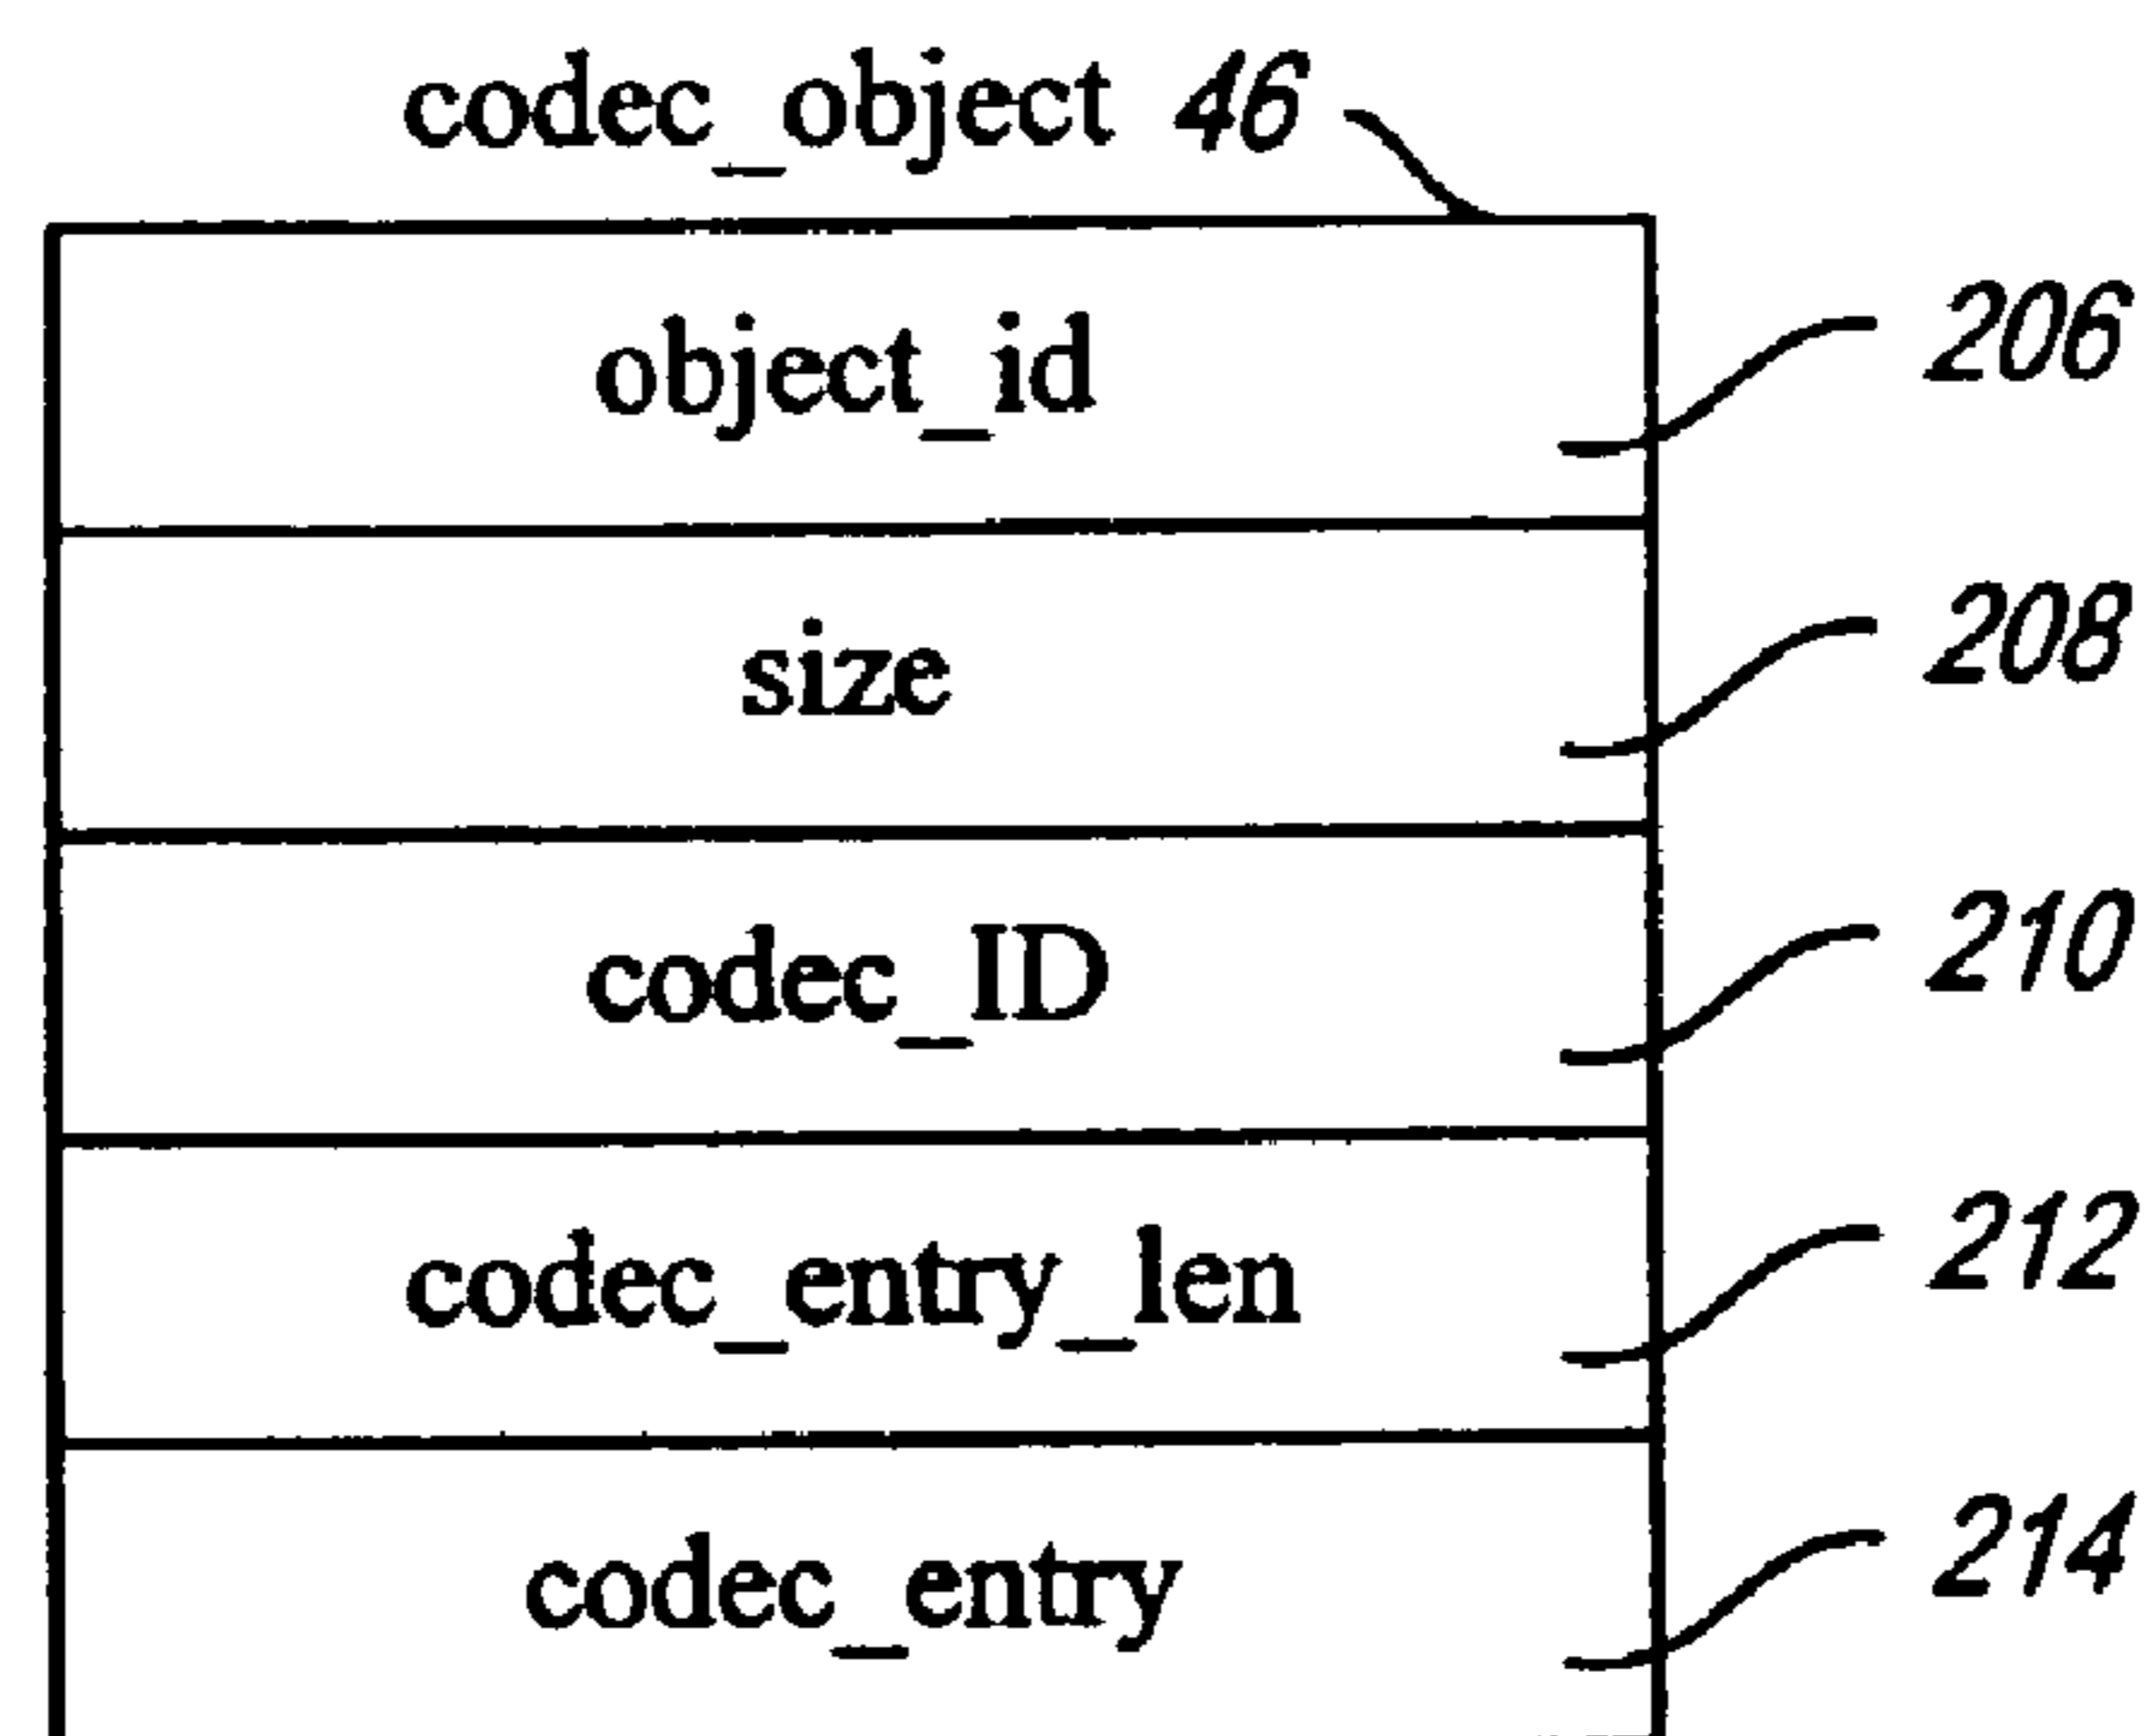 codec_object 46
object_id 206
size 208
codec_ID 210
codec_entry_len 212
codec_entry 214